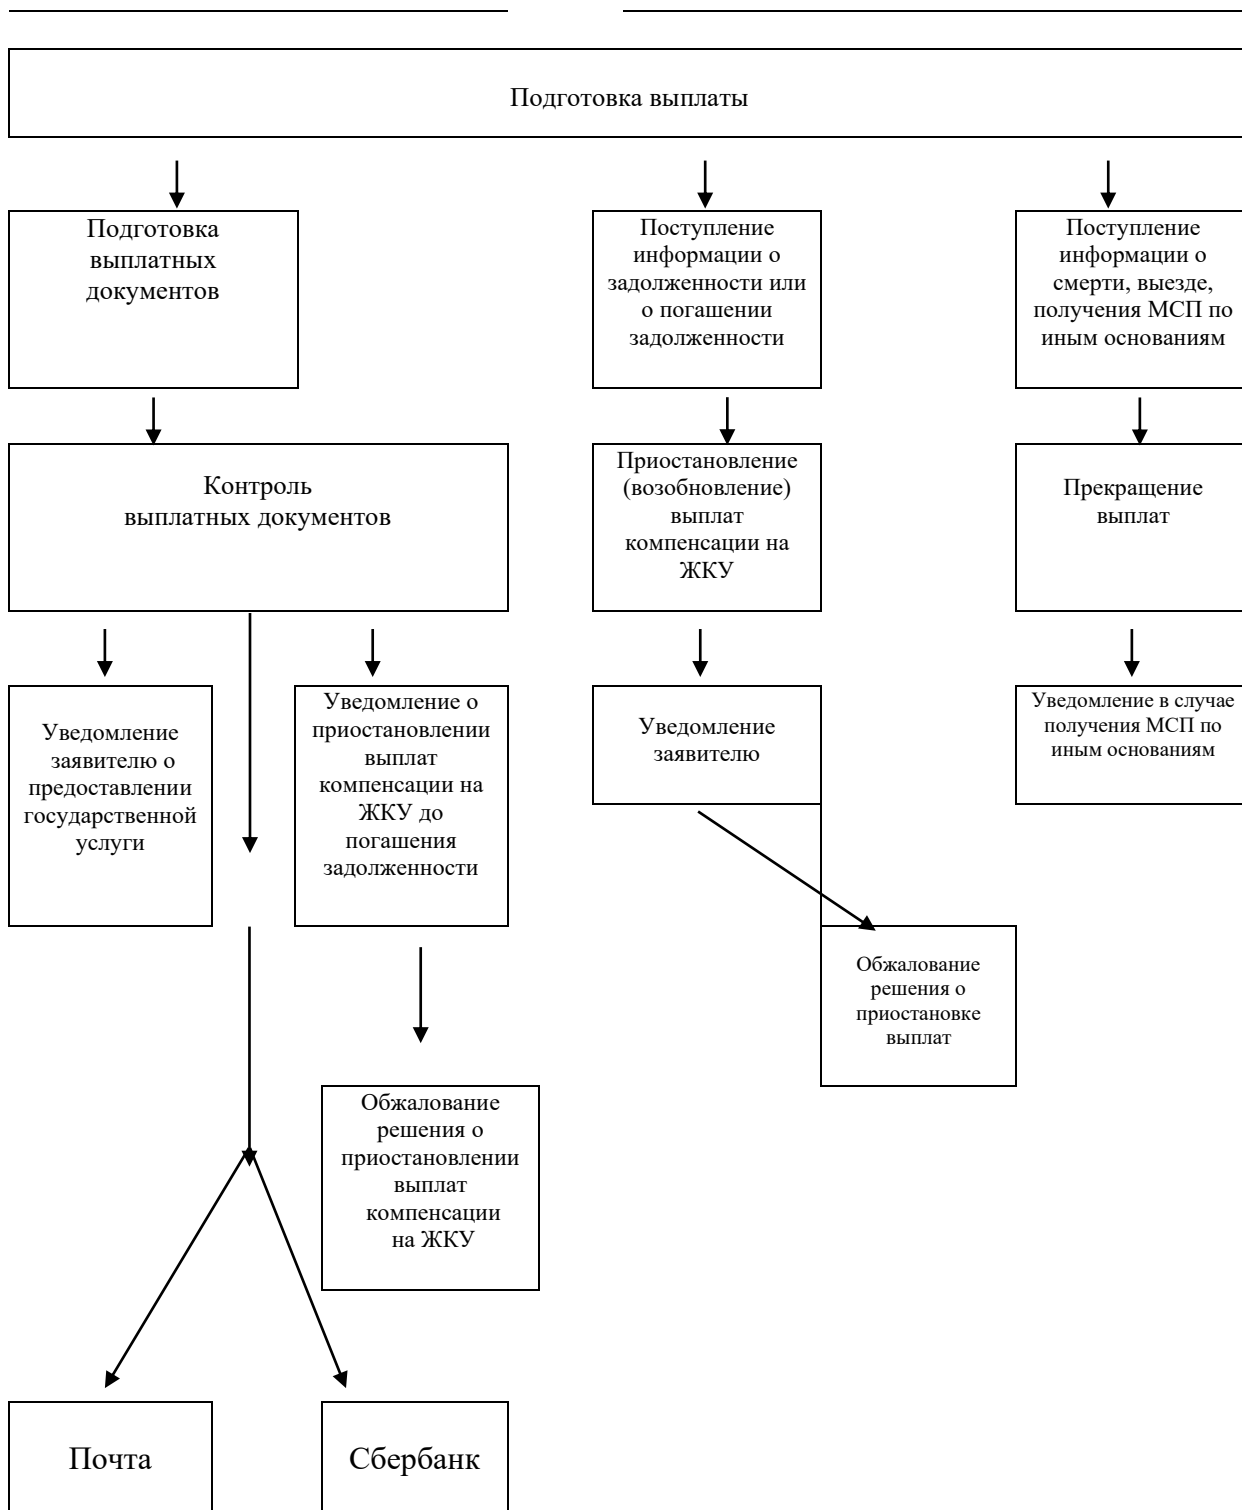 Подготовка выплаты
Подготовка
выплатных
документов
Поступление
информации о
задолженности или
о погашении
задолженности
Поступление
информации о
смерти, выезде,
получения МСП по
иным основаниям
Контроль
выплатных документов
Приостановление
(возобновление)
выплат
компенсации на
ЖКУ
Прекращение
выплат
Уведомление
заявителю о
предоставлении
государственной
услуги
Уведомление о
приостановлении
выплат
компенсации на
ЖКУ до
погашения
задолженности
Уведомление
заявителю
Уведомление в случае
получения МСП по
иным основаниям
Обжалование
решения о
приостановке
выплат
Обжалование
решения о
приостановлении
выплат
компенсации
на ЖКУ
Почта
Сбербанк